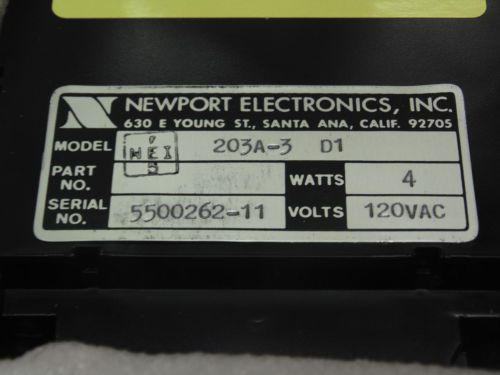 NEWPORT ELECTRONICS, INC.
630 E YOUNG ST., SANTA ANA, CALIF. 92705
MODEL NEI 203A-3 D1
PART NO. WATTS 4
SERIAL NO. 5500262-11 VOLTS 120VAC